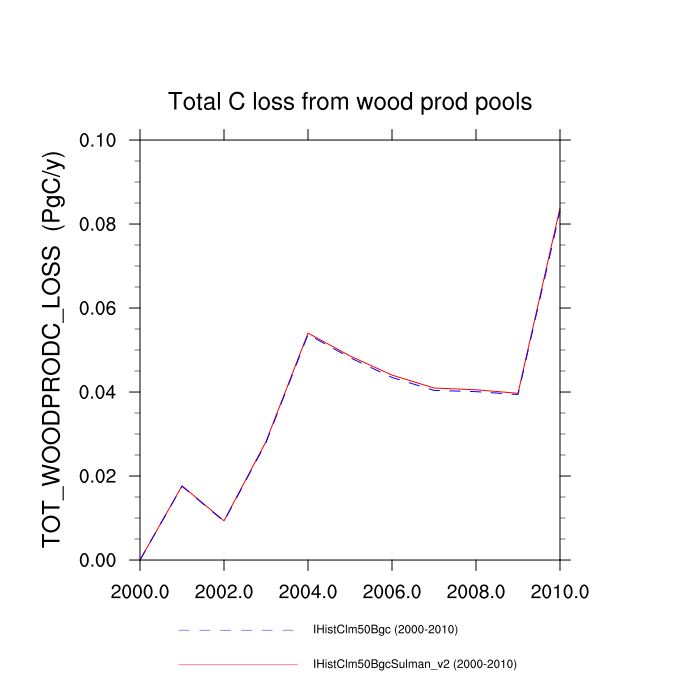 Total C loss from wood prod pools
TOT_WOODPRODC_LOSS (PgC/y)
0.10
0.08
0.06
0.04
0.02
0.00
2000.0 2002.0 2004.0 2006.0 2008.0 2010.0
IHistClm50Bgc (2000-2010)
IHistClm50BgcSulman_v2 (2000-2010)